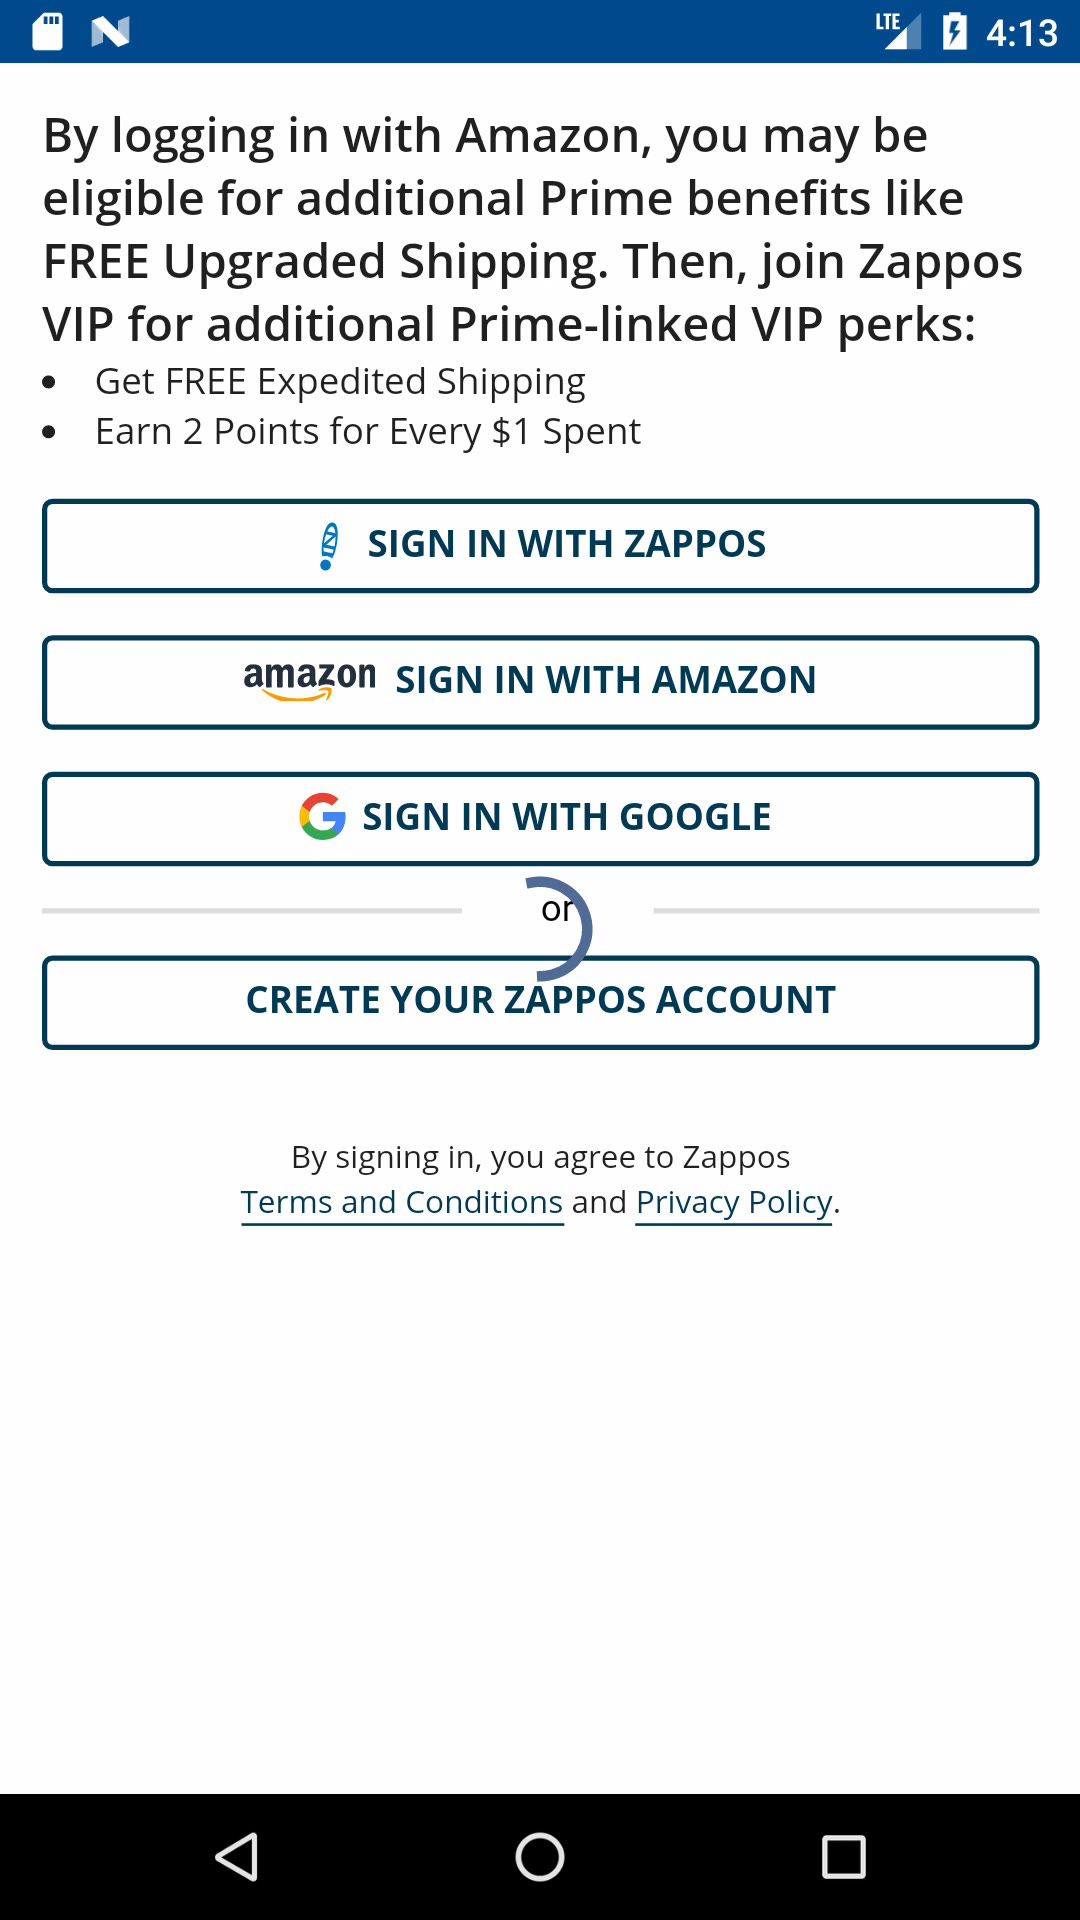 LTE 4:13
By logging in with Amazon, you may be
eligible for additional Prime benefits like
FREE Upgraded Shipping. Then, join Zappos
VIP for additional Prime-linked VIP perks:
• Get FREE Expedited Shipping
• Earn 2 Points for Every $1 Spent
SIGN IN WITH ZAPPOS
amazon SIGN IN WITH AMAZON
SIGN IN WITH GOOGLE
or
CREATE YOUR ZAPPOS ACCOUNT
By signing in, you agree to Zappos
Terms and Conditions and Privacy Policy.